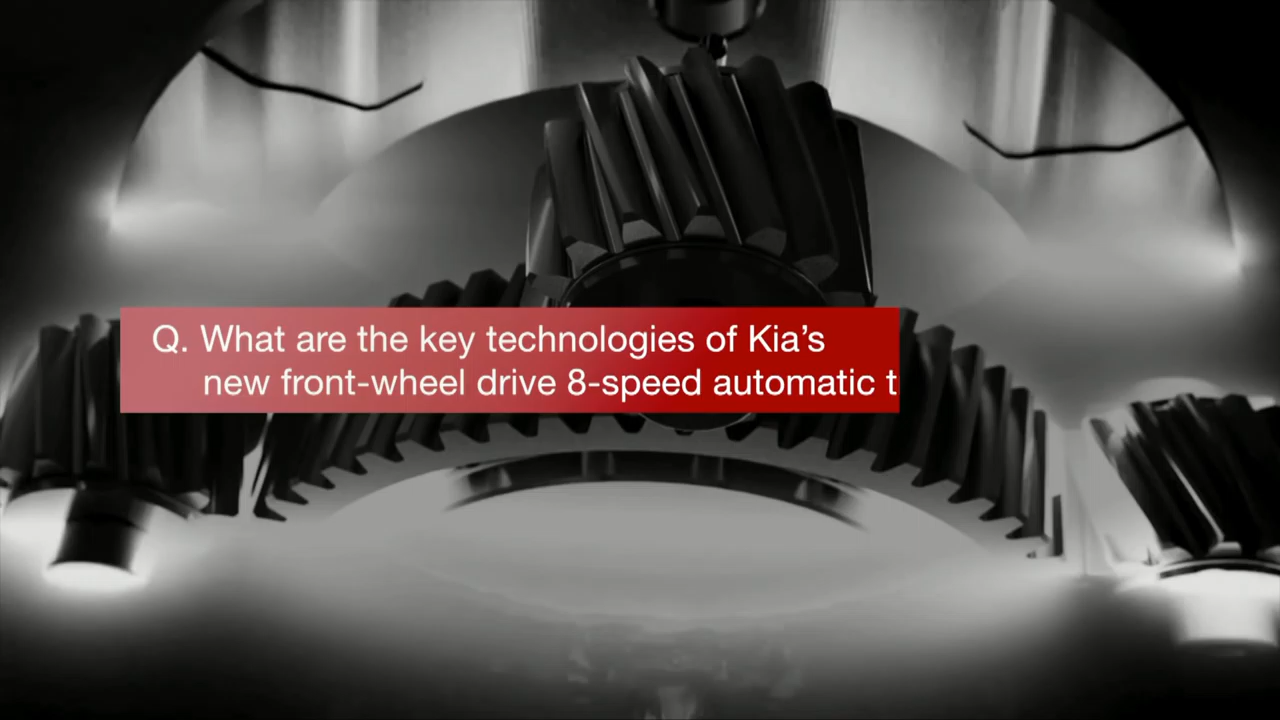 Q. What are the key technologies of Kia’s
new front-wheel drive 8-speed automatic t